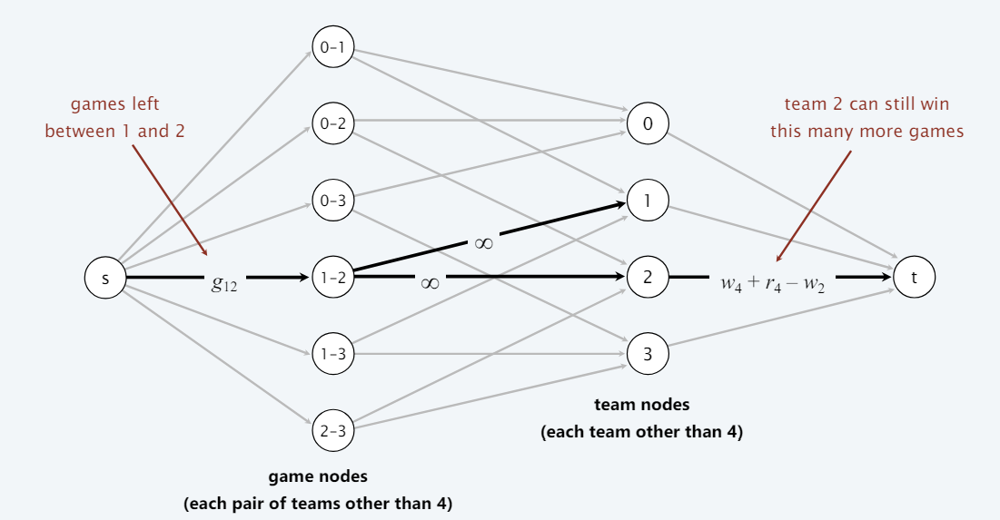 0–1
games left
between 1 and 2
team 2 can still win
this many more games
0–2
0
0–3
1
∞
s
g12
1–2
∞
2
w4 + r4 − w2
t
1–3
3
team nodes
(each team other than 4)
2–3
game nodes
(each pair of teams other than 4)